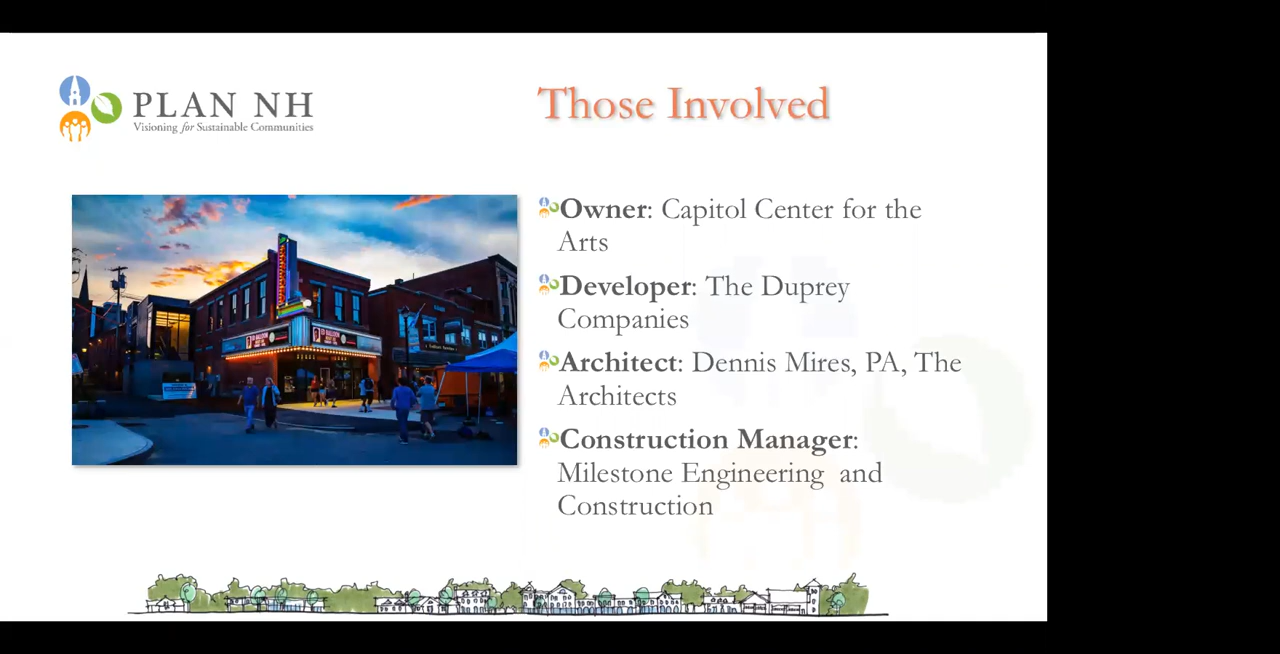 PLAN NH
Visioning for Sustainable Communities
Those Involved
Owner: Capitol Center for the
Arts
Developer: The Duprey
Companies
Architect: Dennis Mires, PA, The
Architects
Construction Manager:
Milestone Engineering and
Construction